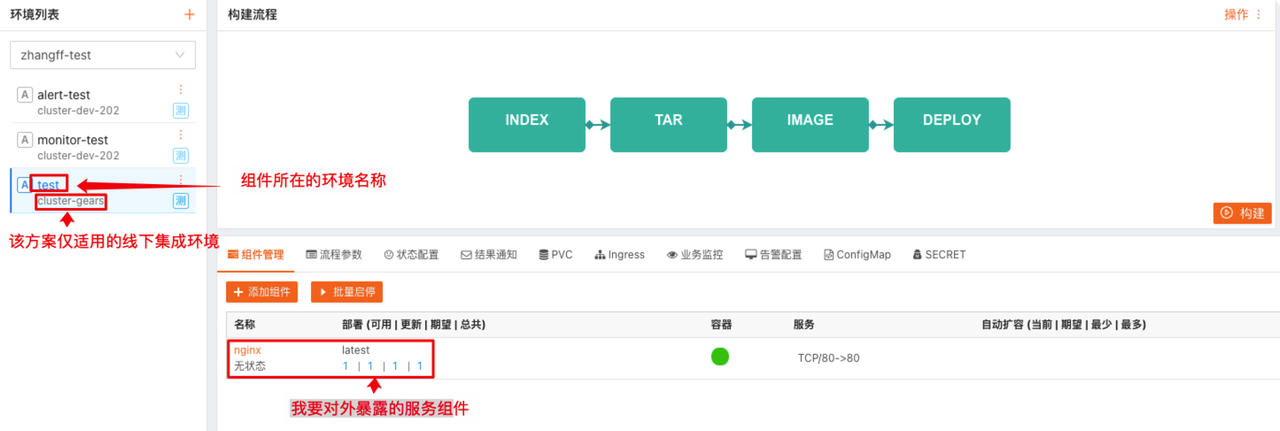 环境列表 +
zhangff-test
A alert-test
cluster-dev-202 测
A monitor-test
cluster-dev-202 测
A test
cluster-gears 测
组件所在的环境名称
该方案仅适用的线下集成环境
构建流程 操作
INDEX TAR IMAGE DEPLOY
构建
组件管理 流程参数 状态配置 结果通知 PVC Ingress 业务监控 告警配置 ConfigMap SECRET
+ 添加组件 批量启停
名称 部署 (可用 | 更新 | 期望 | 总共) 容器 服务 自动扩容 (当前 | 期望 | 最少 | 最多)
nginx latest
无状态 1 | 1 | 1 | 1 TCP/80->80
我要对外暴露的服务组件